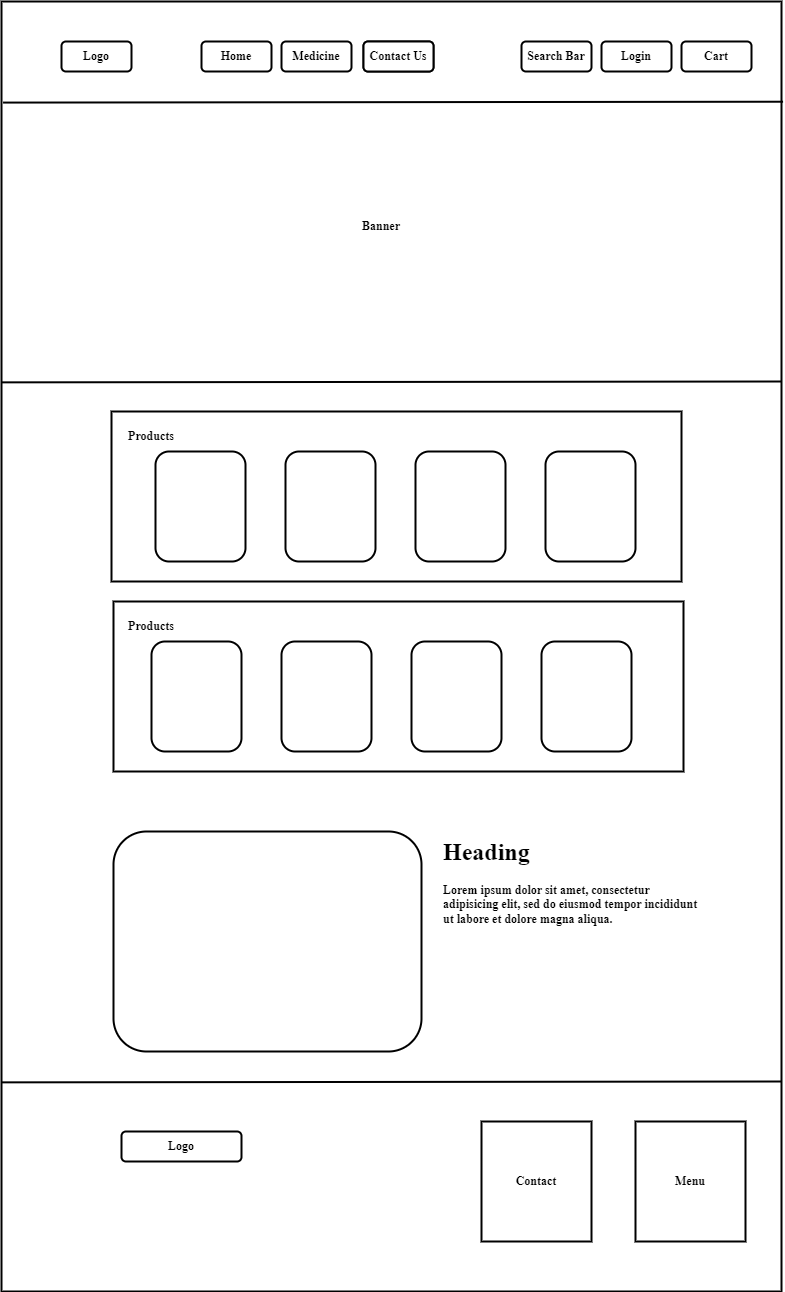 Logo
Home
Medicine
Contact Us
Search Bar
Login
Cart
Banner
Products
Products
Heading
Lorem ipsum dolor sit amet, consectetur
adipisicing elit, sed do eiusmod tempor incididunt
ut labore et dolore magna aliqua.
Logo
Contact
Menu